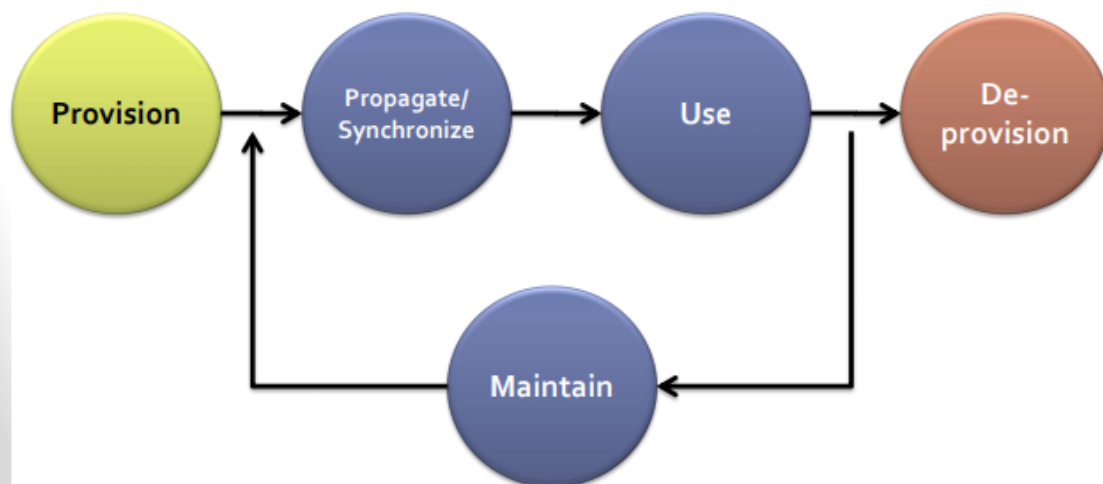 Provision
Propagate/
Synchronize
Use
De-
provision
Maintain